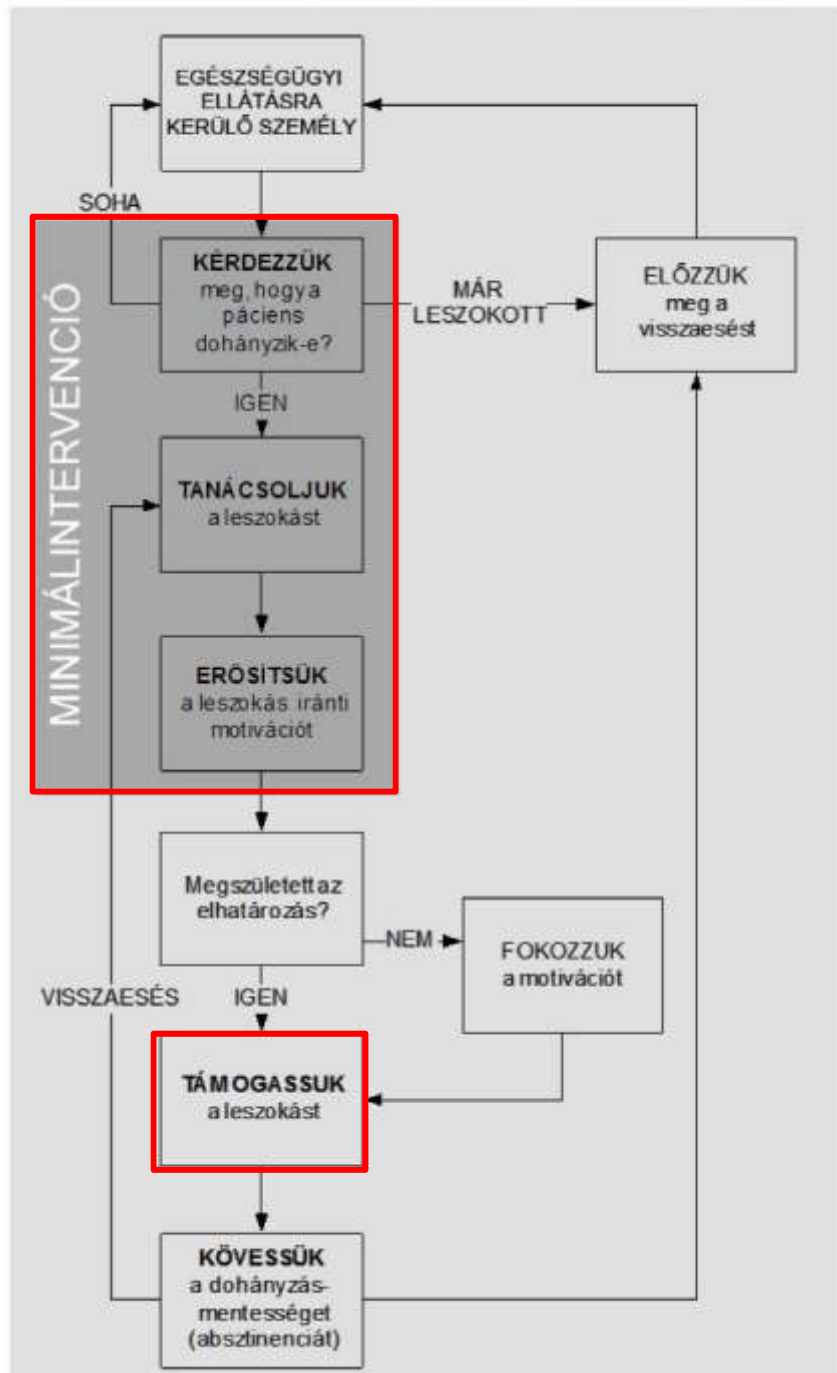 EGÉSZSÉGÜGYI
ELLÁTÁSRA
KERÜLŐ SZEMÉLY
SOHA
MINIMÁLINTERVENCIÓ
KÉRDEZZÜK
meg, hogy a
páciens
dohányzik-e?
MÁR
LESZOKOTT
ELŐZZÜK
meg a
visszaesést
IGEN
TANÁCSOLJUK
a leszokást
ERŐSÍTSÜK
a leszokás iránti
motivációt
Megszületett az
elhatározás?
NEM
FOKOZZUK
a motivációt
VISSZAESÉS
IGEN
TÁMOGASSUK
a leszokást
KÖVESSÜK
a dohányzás-
mentességet
(absztinenciát)